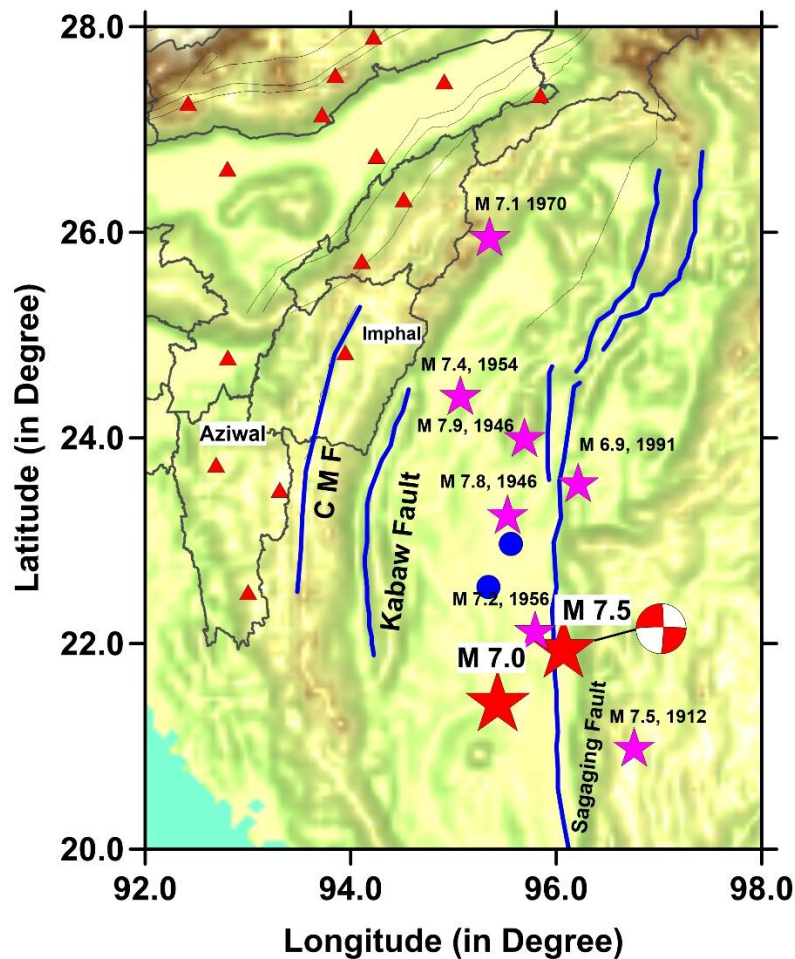 28.0
26.0
24.0
22.0
20.0
92.0
94.0
96.0
98.0
Latitude (in Degree)
Longitude (in Degree)
M 7.1 1970
Imphal
M 7.4, 1954
M 7.9, 1946
M 6.9, 1991
Aziwal
C M F
M 7.8, 1946
Kabaw Fault
M 7.2, 1956
M 7.5
M 7.0
M 7.5, 1912
Sagaging Fault